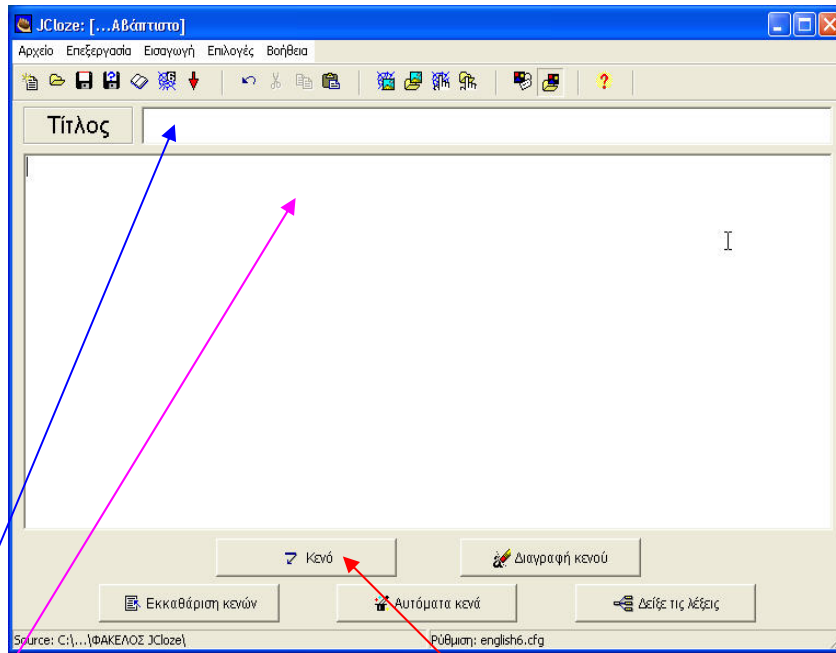 JCloze: [...Αβάπτιστο]
Αρχείο Επεξεργασία Εισαγωγή Επιλογές Βοήθεια
Τίτλος
Κενό Διαγραφή κενού
Εκκαθάριση κενών Αυτόματα κενά Δείξε τις λέξεις
Source: C:\...\ΦΑΚΕΛΟΣ JCloze\ Ρύθμιση: english6.cfg